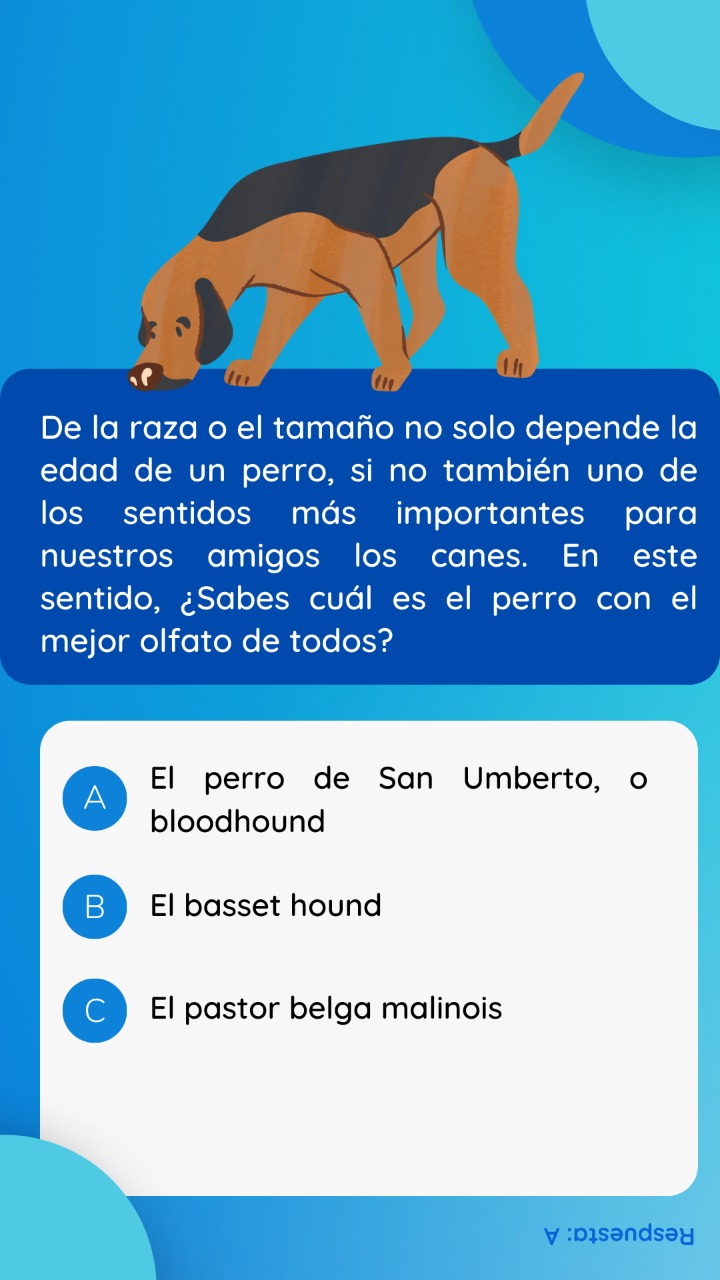 De la raza o el tamaño no solo depende la
edad de un perro, si no también uno de
los sentidos más importantes para
nuestros amigos los canes. En este
sentido, ¿Sabes cuál es el perro con el
mejor olfato de todos?
A
El perro de San Umberto, o
bloodhound
B
El basset hound
C
El pastor belga malinois
Respuesta: A